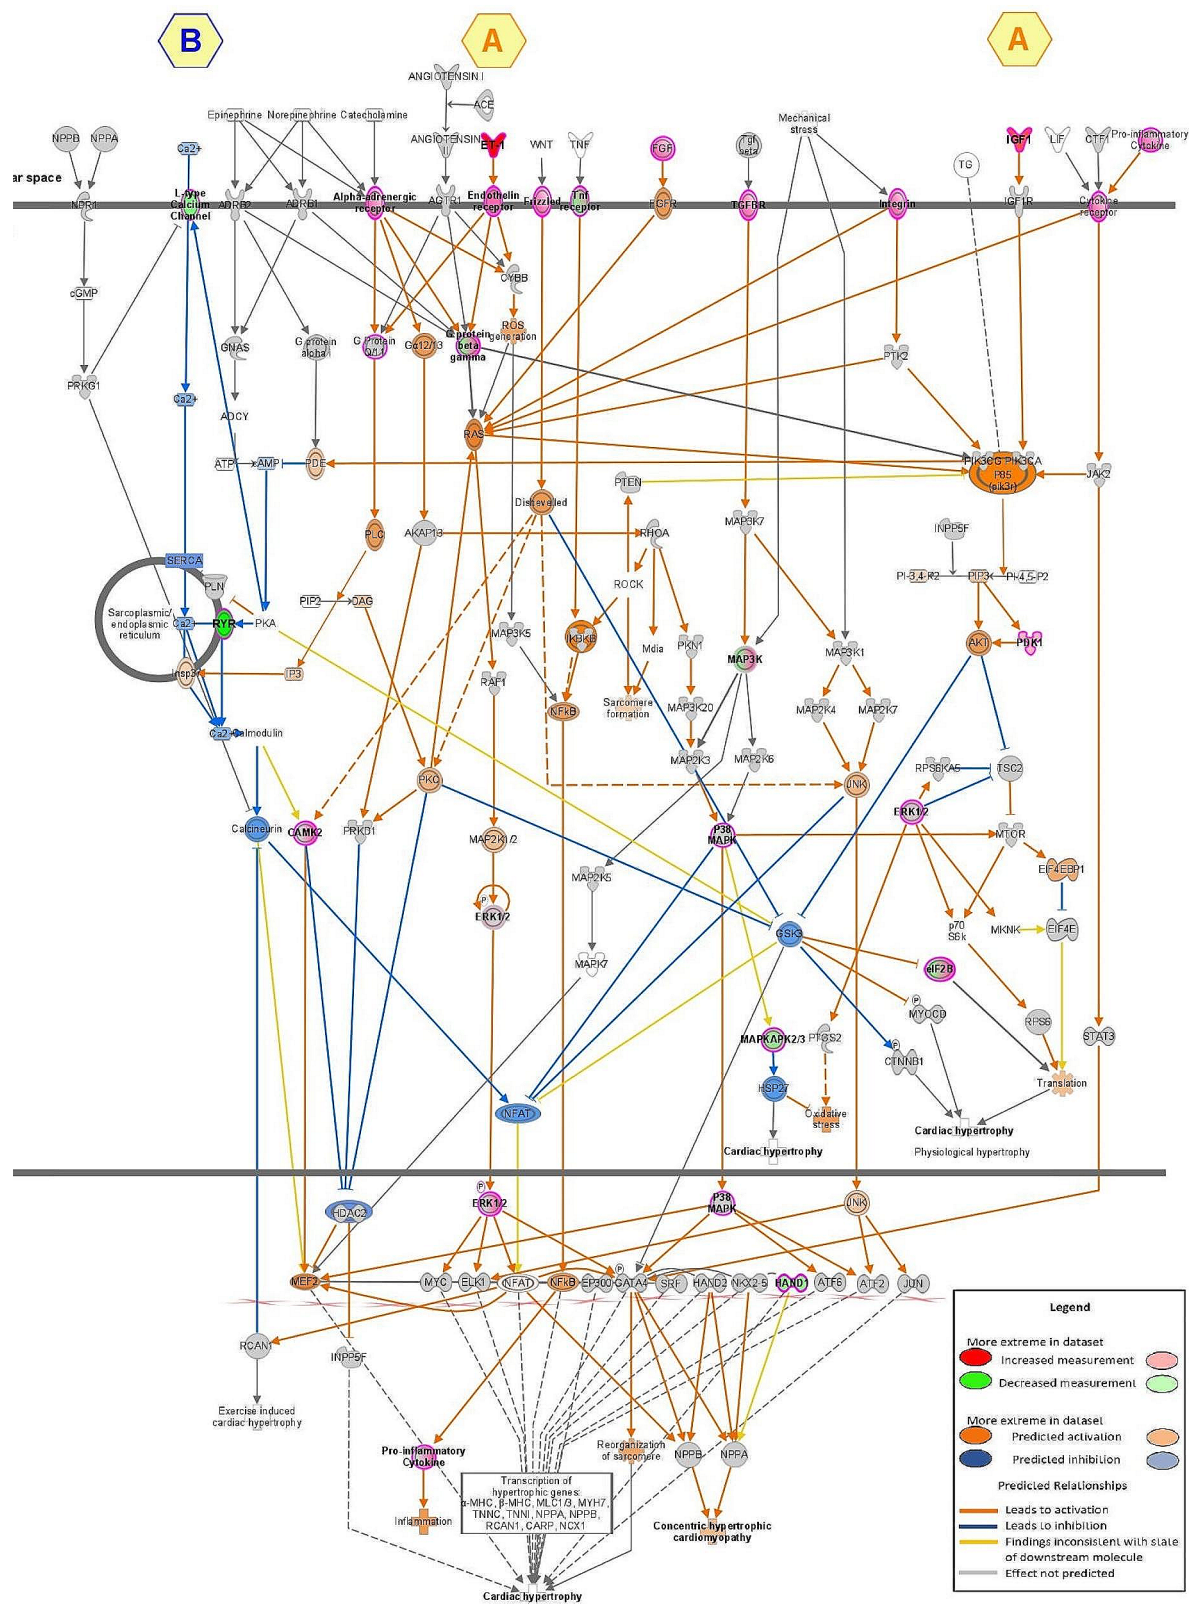 B
A
A
ANGIOTENSIN I
ACE
Epinephrine
Norepinephrine
Catecholamine
Mechanical
stress
NPPB
NPPA
Ca2+
ANGIOTENSIN
ET-1
WNT
TNF
FGF
Tgf
beta
IGF1
LIF
CTF1
Pro-inflammatory
Cytokine
TG
ar space
NPR1
L-type
Calcium
Channel
ADRB2
ADRB1
Alpha-adrenergic
receptor
AGTR1
Endothelin
receptor
Frizzled
Tnf
receptor
FGFR
TGFBR
Integrin
IGF1R
Cytokine
receptor
CYBB
cGMP
ROS
generation
GNAS
G protein
alpha i
G Protein
Q/11
Gα12/13
G protein
beta
gamma
PTK2
PRKG1
Ca2+
ADCY
RAS
ATP
cAMP
PDE
PIK3CG
PIK3CA
P85
(pik3r)
JAK2
PTEN
Dishevelled
MAP3K7
PLC
AKAP13
RHOA
INPP5F
SERCA
PLN
ROCK
PI-3,4-P2
PIP3
PI-4,5-P2
Sarcoplasmic/
endoplasmic
reticulum
Ca2+
RYR
PKA
PIP2
DAG
MAP3K5
IKBKB
Mdia
PKN1
MAP3K
MAP3K1
AKT
PDK1
Insp3r
IP3
RAF1
NFkB
Sarcomere
formation
MAP3K20
MAP2K4
MAP2K7
Ca2+
Calmodulin
MAP2K3
MAP2K6
RPS6KA5
TSC2
PKC
JNK
Calcineurin
CAMK2
PRKD1
MAP2K1/2
P38
MAPK
ERK1/2
MTOR
MAP2K5
EIF4EBP1
P
ERK1/2
GSK3
p70
S6k
MKNK
EIF4E
MAPK7
eIF2B
P
MYOCD
RPS6
STAT3
MAPKAPK2/3
PTGS2
P
CTNNB1
HSP27
Translation
NFAT
Oxidative
stress
Cardiac hypertrophy
Cardiac hypertrophy
Physiological hypertrophy
P
ERK1/2
P38
MAPK
JNK
HDAC2
MEF2
MYC
ELK1
NFAT
NFkB
EP300
P
GATA4
SRF
HAND2
NKX2-5
HAND1
ATF6
ATF2
JUN
RCAN1
INPP5F
Exercise induced
cardiac hypertrophy
Pro-inflammatory
Cytokine
Reorganization
of sarcomere
NPPB
NPPA
Inflammation
Transcription of
hypertrophic genes:
α-MHC, β-MHC, MLC1/3, MYH7,
TNNC, TNNI, NPPA, NPPB,
RCAN1, CARP, NCX1
Concentric hypertrophic
cardiomyopathy
Cardiac hypertrophy
Legend
More extreme in dataset
Increased measurement
Decreased measurement
More extreme in dataset
Predicted activation
Predicted inhibition
Predicted Relationships
Leads to activation
Leads to inhibition
Findings inconsistent with state
of downstream molecule
Effect not predicted